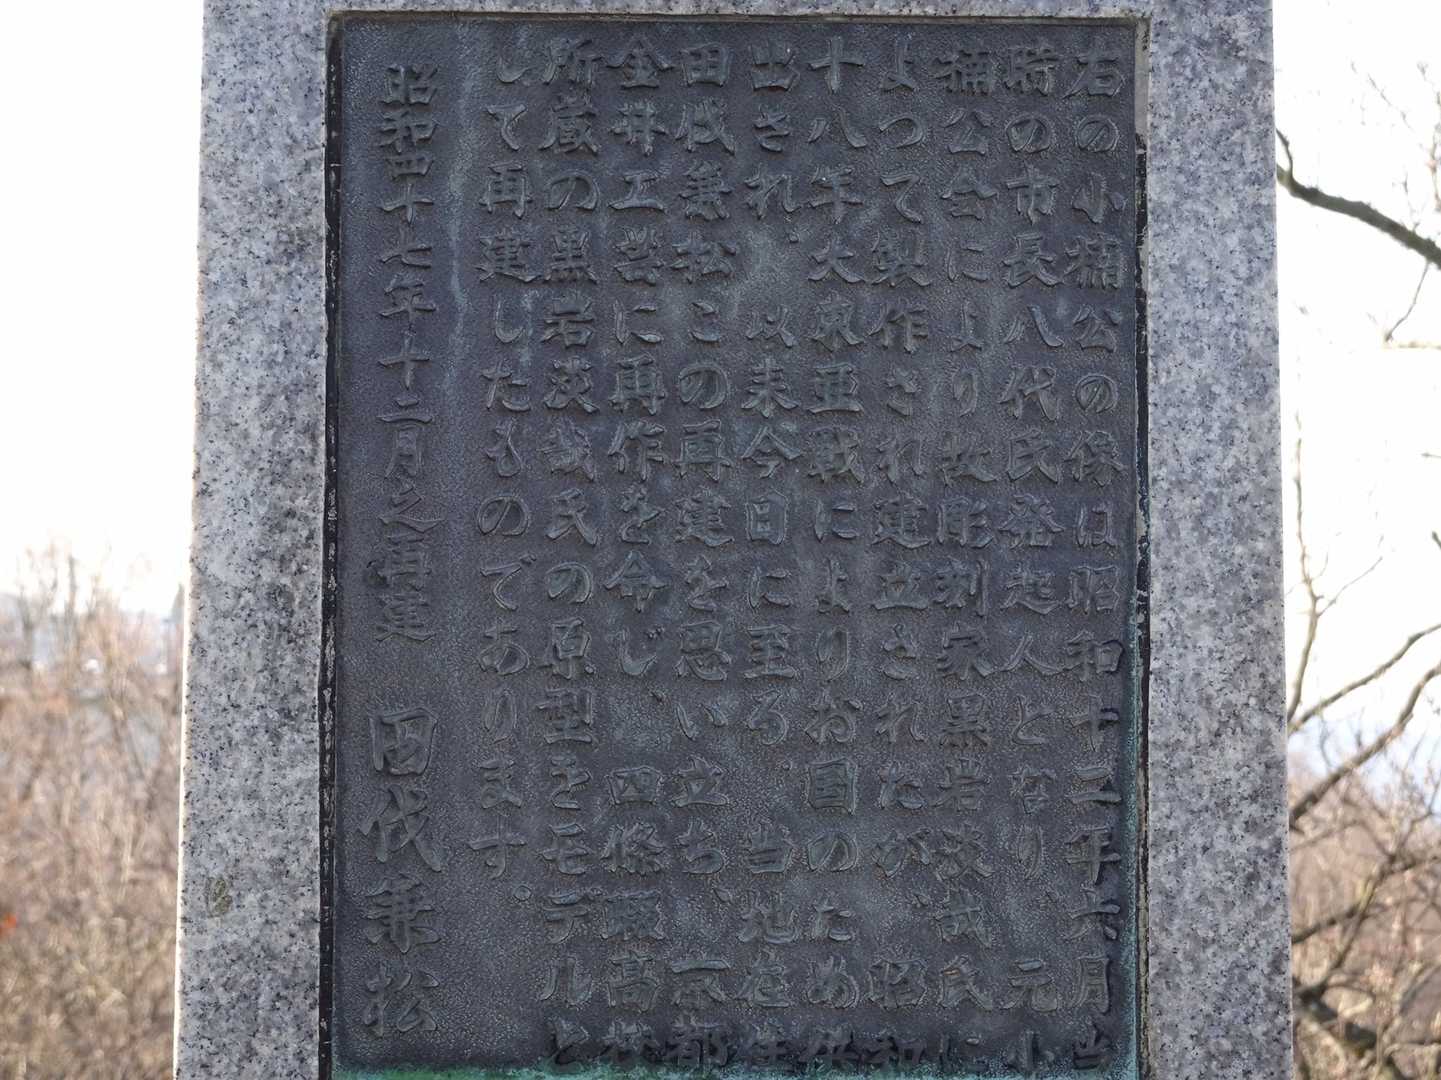 右の小楠公の像は昭和十二年六月当
時の市長八代氏発起人となり、元小
楠公会により故彫刻家黒岩淡哉氏に
よつて製作され建立されたが、昭和
十八年大東亜戦によりお国のため供
出され、以来今日に至る。当地在住
田代兼松この再建を思い立ち、京都
金井工芸に再作を命じ、四條畷高校
所蔵の黒岩淡哉氏の原型をモデルと
して再建したものであります。
昭和四十七年十二月之再建 田代兼松